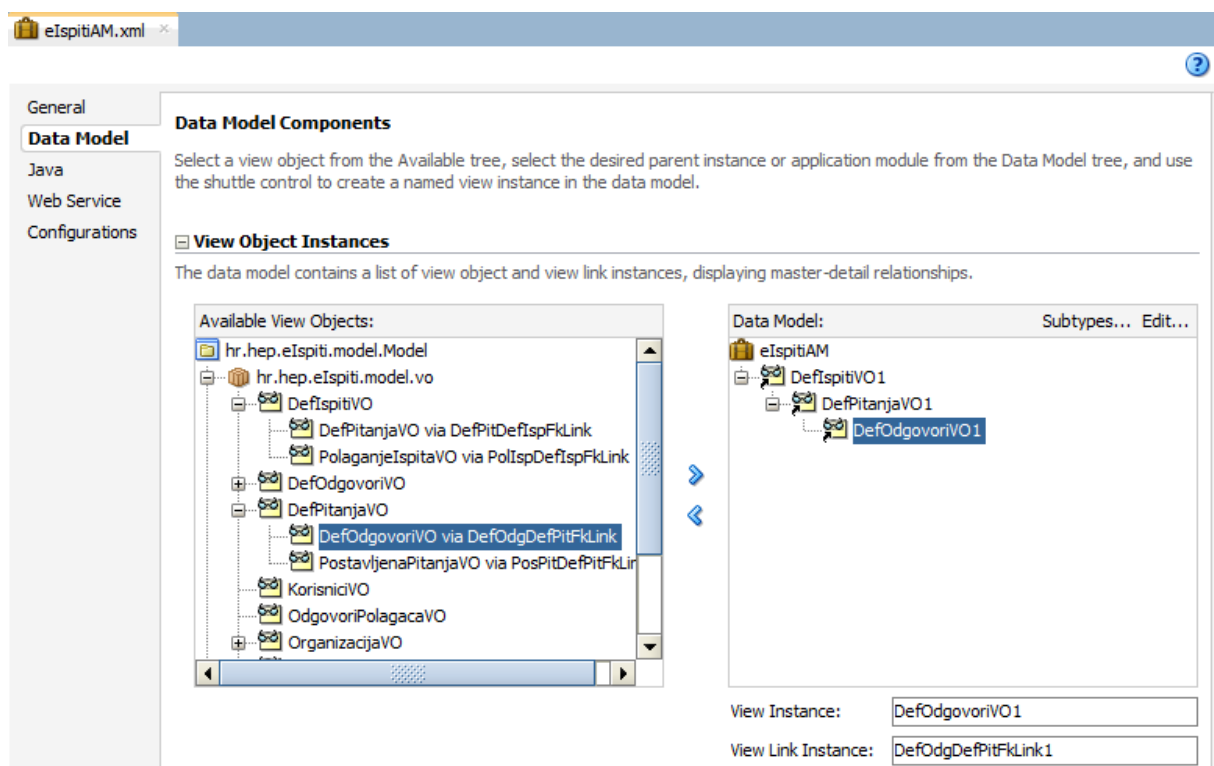 eIspitiAM.xml
General
Data Model
Java
Web Service
Configurations
Data Model Components
Select a view object from the Available tree, select the desired parent instance or application module from the Data Model tree, and use
the shuttle control to create a named view instance in the data model.
View Object Instances
The data model contains a list of view object and view link instances, displaying master-detail relationships.
Available View Objects:
hr.hep.eIspiti.model.Model
hr.hep.eIspiti.model.vo
DefIspitiVO
DefPitanjaVO via DefPitDefIspFkLink
PolaganjeIspitaVO via PolIspDefIspFkLink
DefOdgovoriVO
DefPitanjaVO
DefOdgovoriVO via DefOdgDefPitFkLink
PostavljenaPitanjaVO via PosPitDefPitFkLir
KorisniciVO
OdgovoriPolagacaVO
OrganizacijaVO
Data Model: Subtypes... Edit...
eIspitiAM
DefIspitiVO1
DefPitanjaVO1
DefOdgovoriVO1
View Instance: DefOdgovoriVO1
View Link Instance: DefOdgDefPitFkLink1